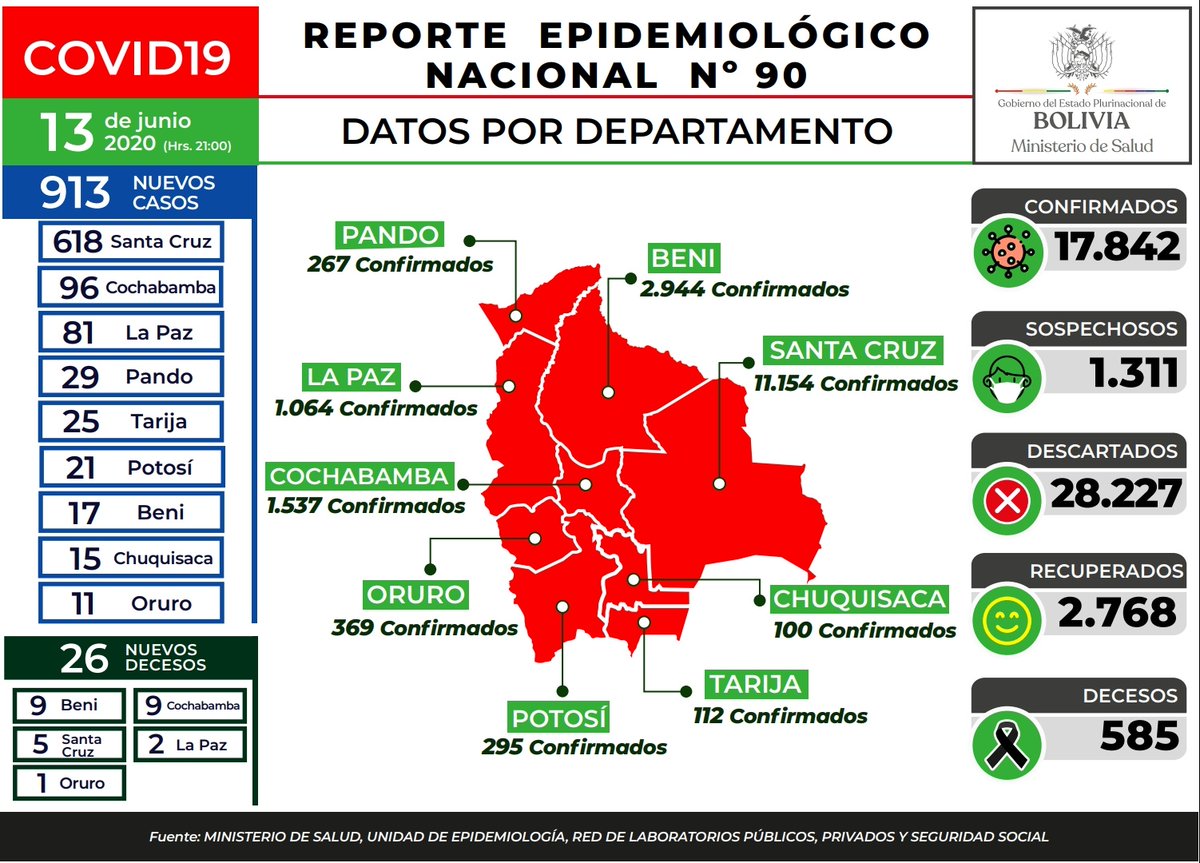 COVID19
13 de junio
2020 (Hrs. 21:00)
REPORTE EPIDEMIOLÓGICO
NACIONAL Nº 90
DATOS POR DEPARTAMENTO
Gobierno del Estado Plurinacional de
BOLIVIA
Ministerio de Salud
913 NUEVOS
CASOS
618 Santa Cruz
96 Cochabamba
81 La Paz
29 Pando
25 Tarija
21 Potosí
17 Beni
15 Chuquisaca
11 Oruro
26 NUEVOS
DECESOS
9 Beni
9 Cochabamba
5 Santa
Cruz
2 La Paz
1 Oruro
PANDO
267 Confirmados
BENI
2.944 Confirmados
SANTA CRUZ
11.154 Confirmados
LA PAZ
1.064 Confirmados
COCHABAMBA
1.537 Confirmados
ORURO
369 Confirmados
CHUQUISACA
100 Confirmados
TARIJA
112 Confirmados
POTOSÍ
295 Confirmados
CONFIRMADOS
17.842
SOSPECHOSOS
1.311
DESCARTADOS
28.227
RECUPERADOS
2.768
DECESOS
585
Fuente: MINISTERIO DE SALUD, UNIDAD DE EPIDEMIOLOGÍA, RED DE LABORATORIOS PÚBLICOS, PRIVADOS Y SEGURIDAD SOCIAL